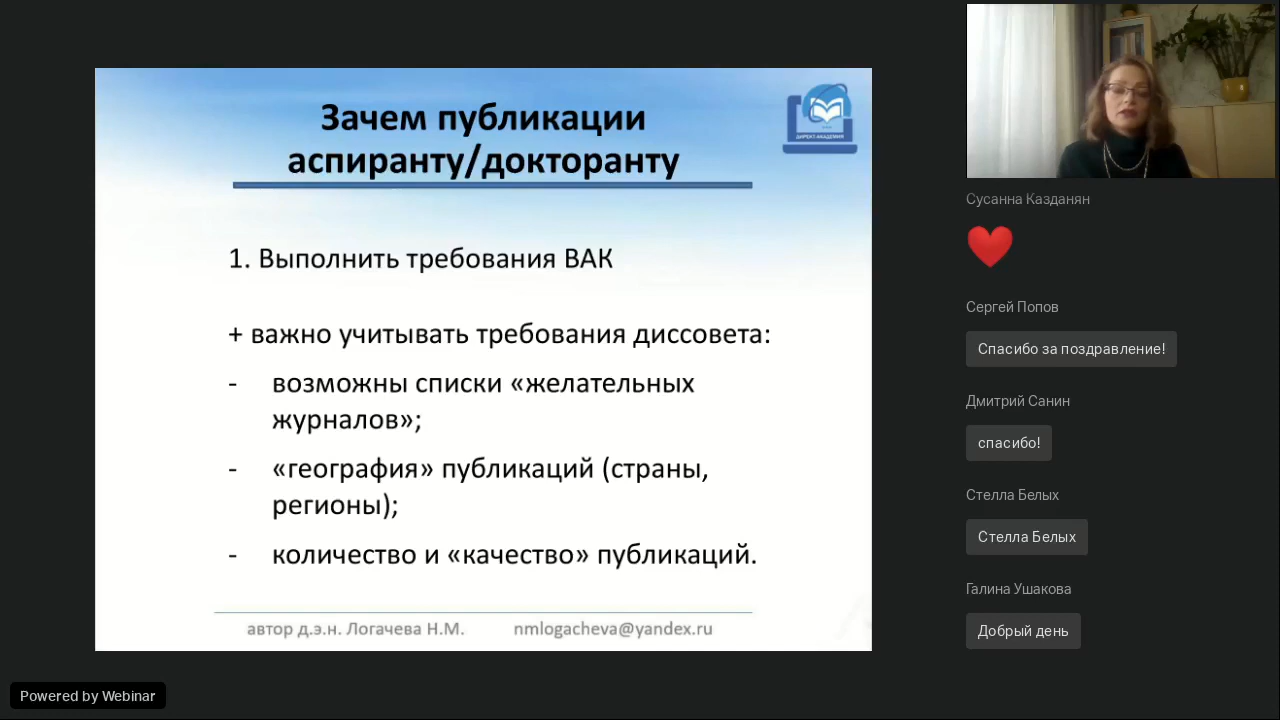 Зачем публикации
аспиранту/докторанту
ДИРЕКТ-АКАДЕМИЯ
1. Выполнить требования ВАК
+ важно учитывать требования диссовета:
- возможны списки «желательных
журналов»;
- «география» публикаций (страны,
регионы);
- количество и «качество» публикаций.
автор д.э.н. Логачева Н.М. nmlogacheva@yandex.ru
Сусанна Казданян
Сергей Попов
Спасибо за поздравление!
Дмитрий Санин
спасибо!
Стелла Белых
Стелла Белых
Галина Ушакова
Добрый день
Powered by Webinar